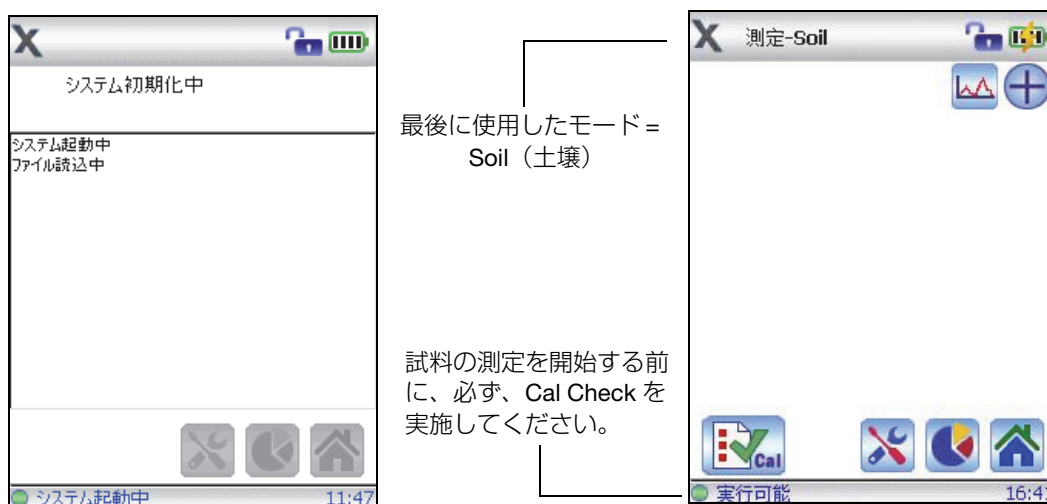 システム初期化中
システム起動中
ファイル読込中
システム起動中 11:47
最後に使用したモード =
Soil（土壌）
試料の測定を開始する前
に、必ず、Cal Check を
実施してください。
測定-Soil
Cal
実行可能 16:41